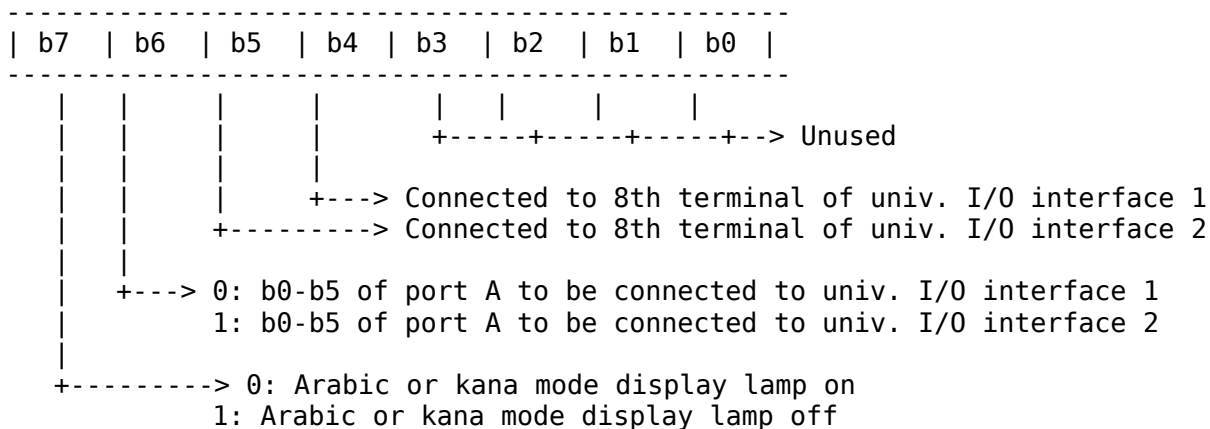 -------------------------------------------------
| b7  | b6  | b5  | b4  | b3  | b2  | b1  | b0  |
-------------------------------------------------
   |   |     |     |       |   |     |     |
   |   |     |     |       +-----+-----+-----+--> Unused
   |   |     |     |
   |   |     |     +---> Connected to 8th terminal of univ. I/O interface 1
   |   |     +---------> Connected to 8th terminal of univ. I/O interface 2
   |   |
   |   +---> 0: b0-b5 of port A to be connected to univ. I/O interface 1
   |         1: b0-b5 of port A to be connected to univ. I/O interface 2
   |
   +---------> 0: Arabic or kana mode display lamp on
             1: Arabic or kana mode display lamp off